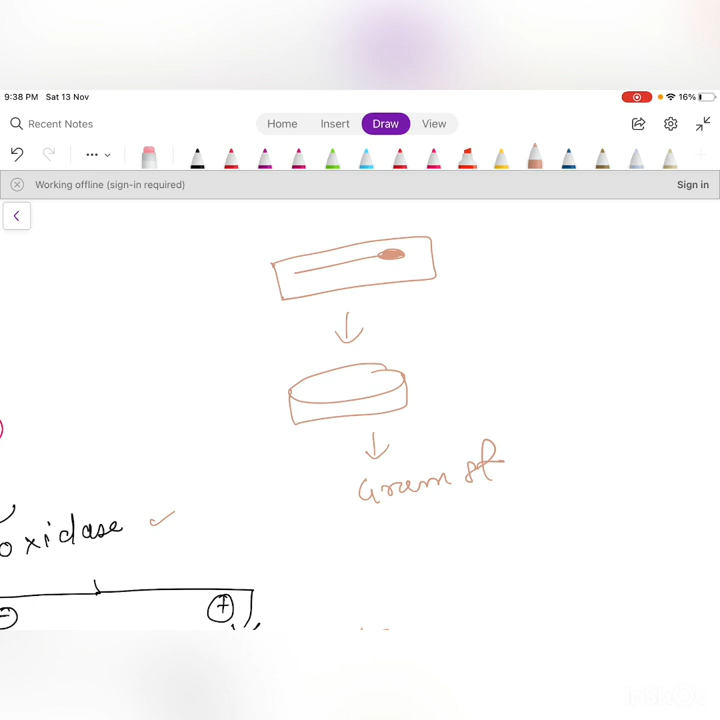 9:38 PM Sat 13 Nov 16%
Recent Notes Home Insert Draw View
Working offline (sign-in required) Sign in
Gram st
oxidase
−
+
InShOt